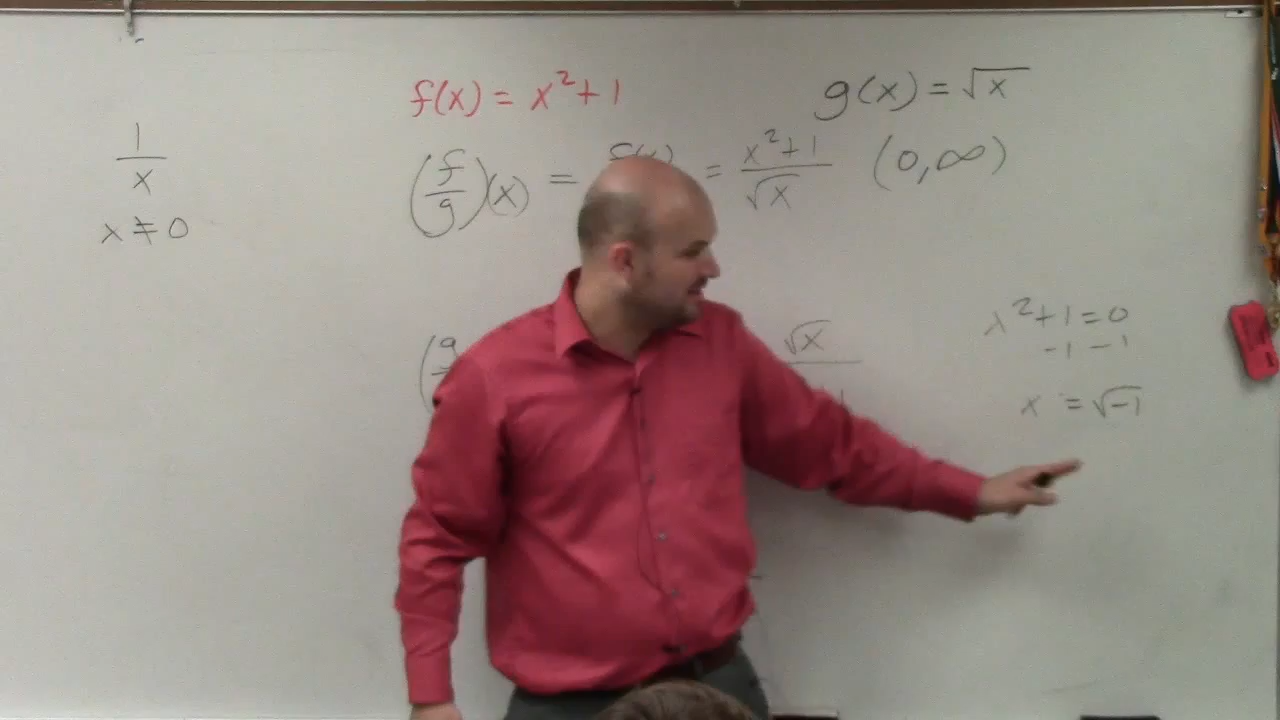 f(x) = x²+1
g(x) = √x
1
x
x ≠ 0
(f/g)(x) = = x²+1 / √x (0, ∞)
√x
x²+1 = 0
-1 -1
x = √-1